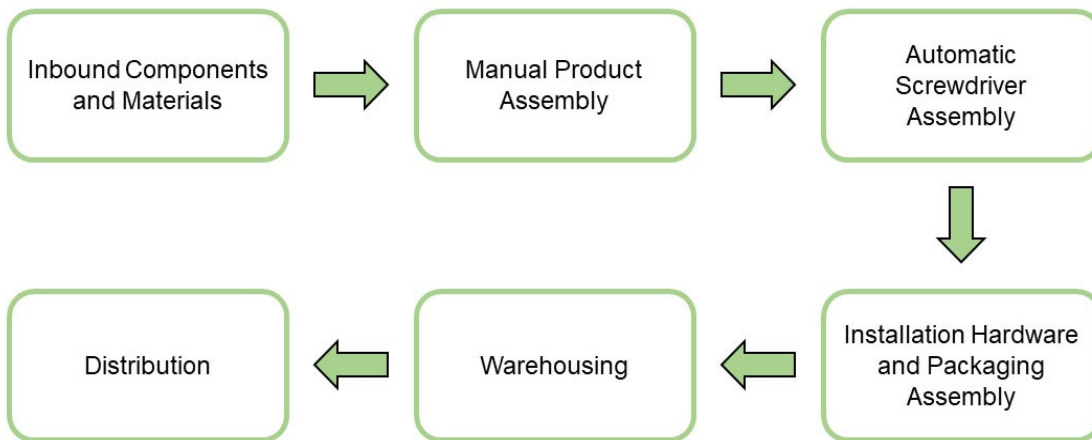 Inbound Components
and Materials
Manual Product
Assembly
Automatic
Screwdriver
Assembly
Installation Hardware
and Packaging
Assembly
Warehousing
Distribution